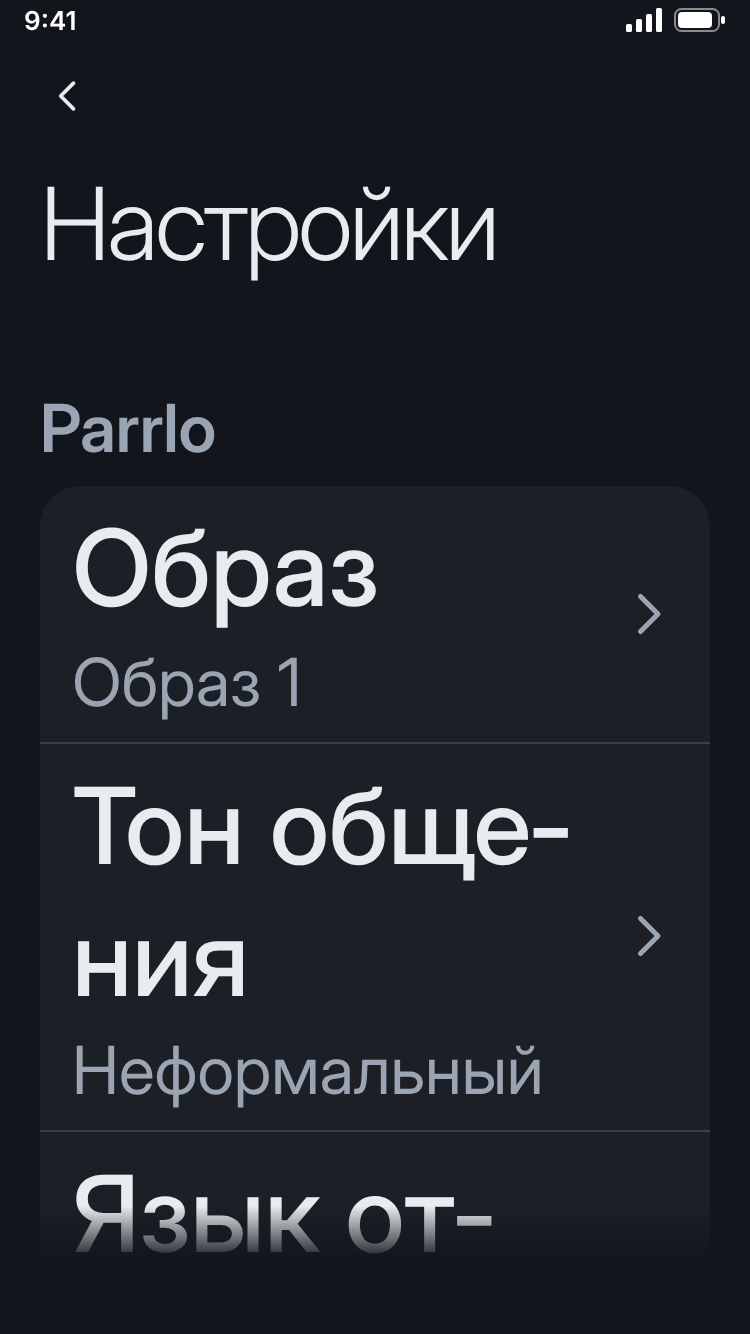 9:41
Настройки
Parrlo
Образ
Образ 1
Тон обще-
ния
Неформальный
Язык от-